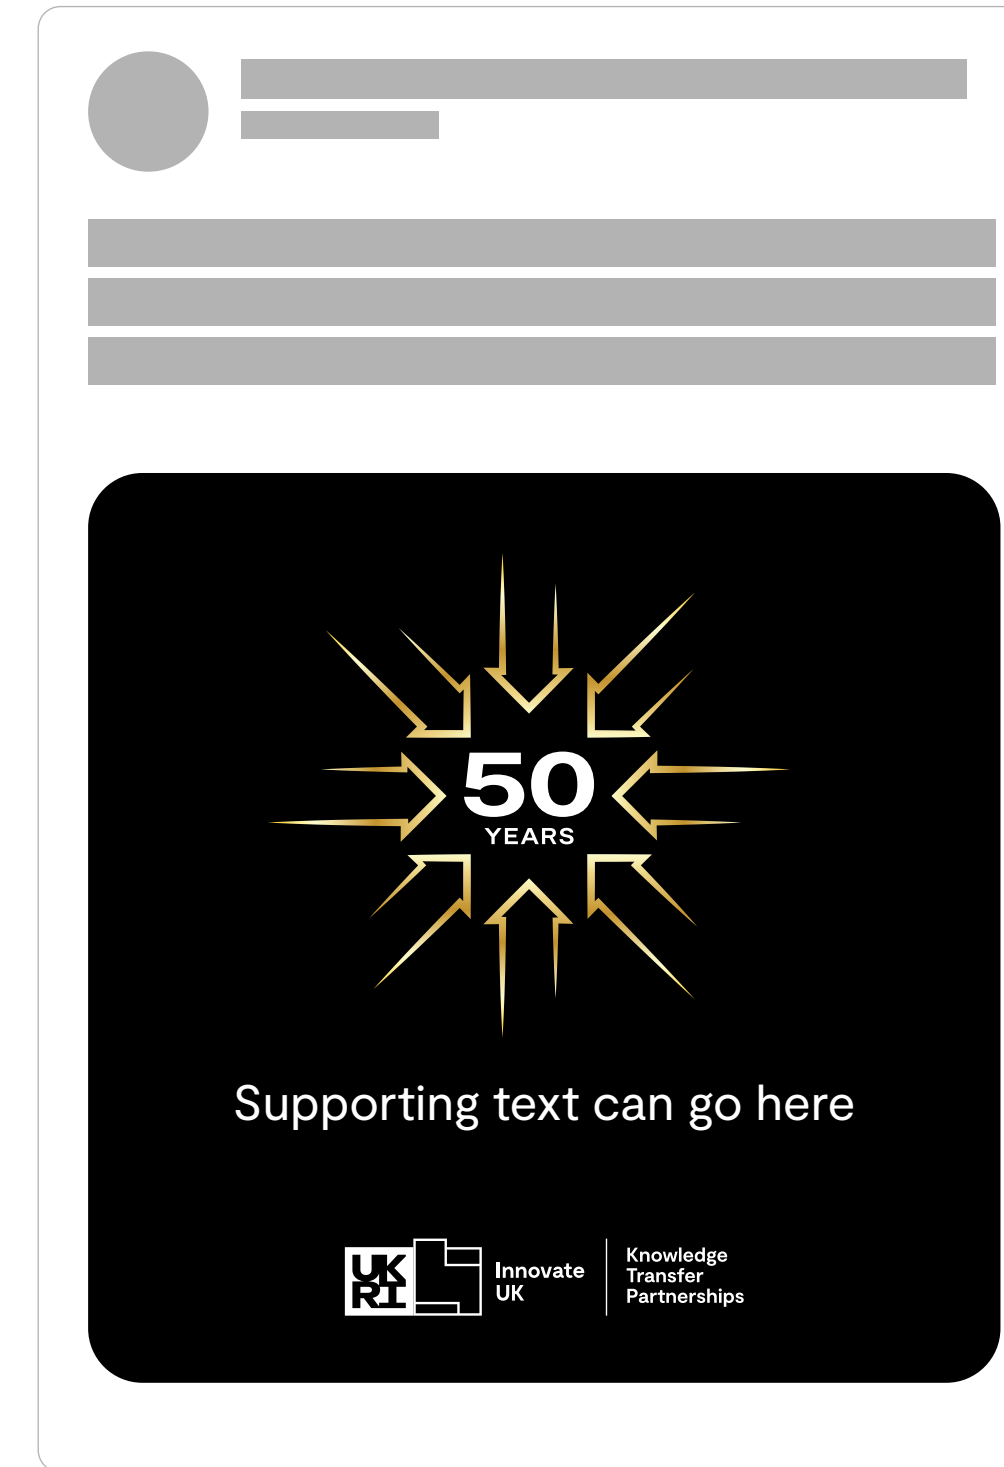 50
YEARS
Supporting text can go here
UK
RI
Innovate
UK
Knowledge
Transfer
Partnerships